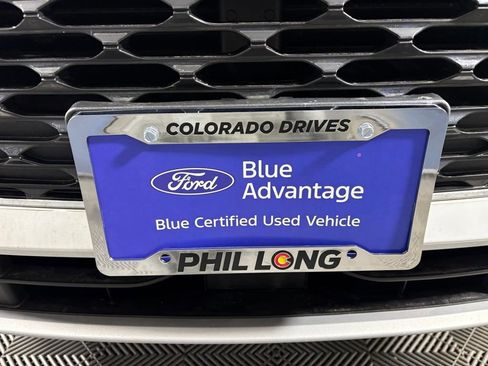 COLORADO DRIVES
Ford
Blue
Advantage
Blue Certified Used Vehicle
PHIL LONG